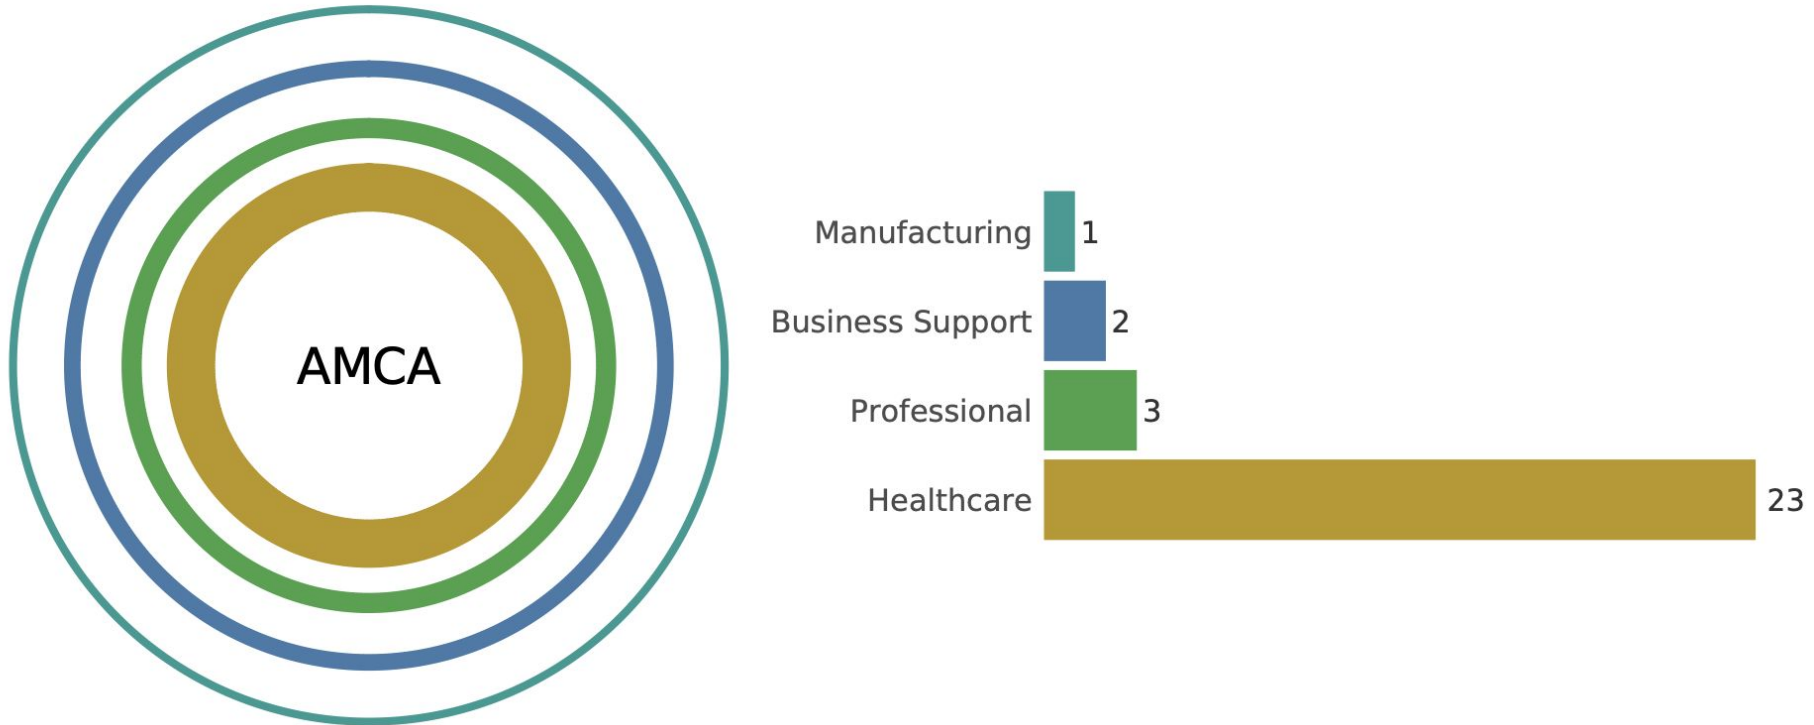 AMCA
Manufacturing 1
Business Support 2
Professional 3
Healthcare 23